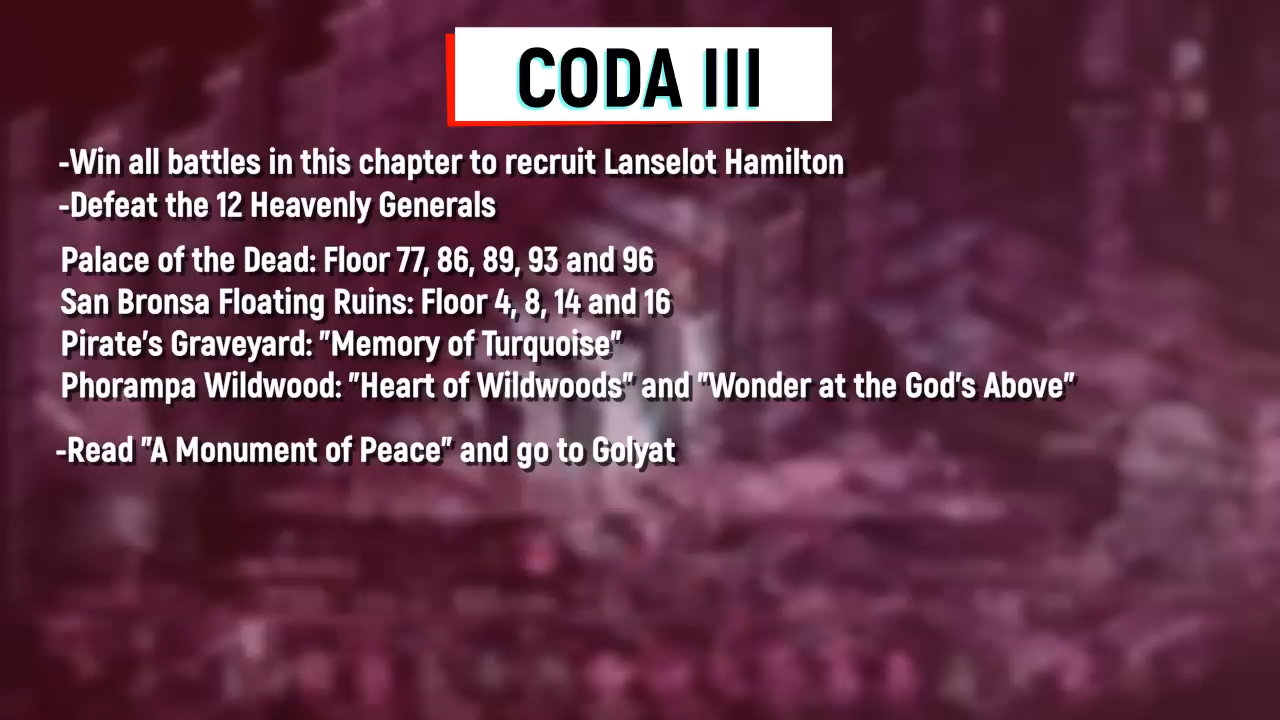 CODA III
-Win all battles in this chapter to recruit Lanselot Hamilton
-Defeat the 12 Heavenly Generals
Palace of the Dead: Floor 77, 86, 89, 93 and 96
San Bronsa Floating Ruins: Floor 4, 8, 14 and 16
Pirate's Graveyard: "Memory of Turquoise"
Phorampa Wildwood: "Heart of Wildwoods" and "Wonder at the God's Above"
-Read "A Monument of Peace" and go to Golyat